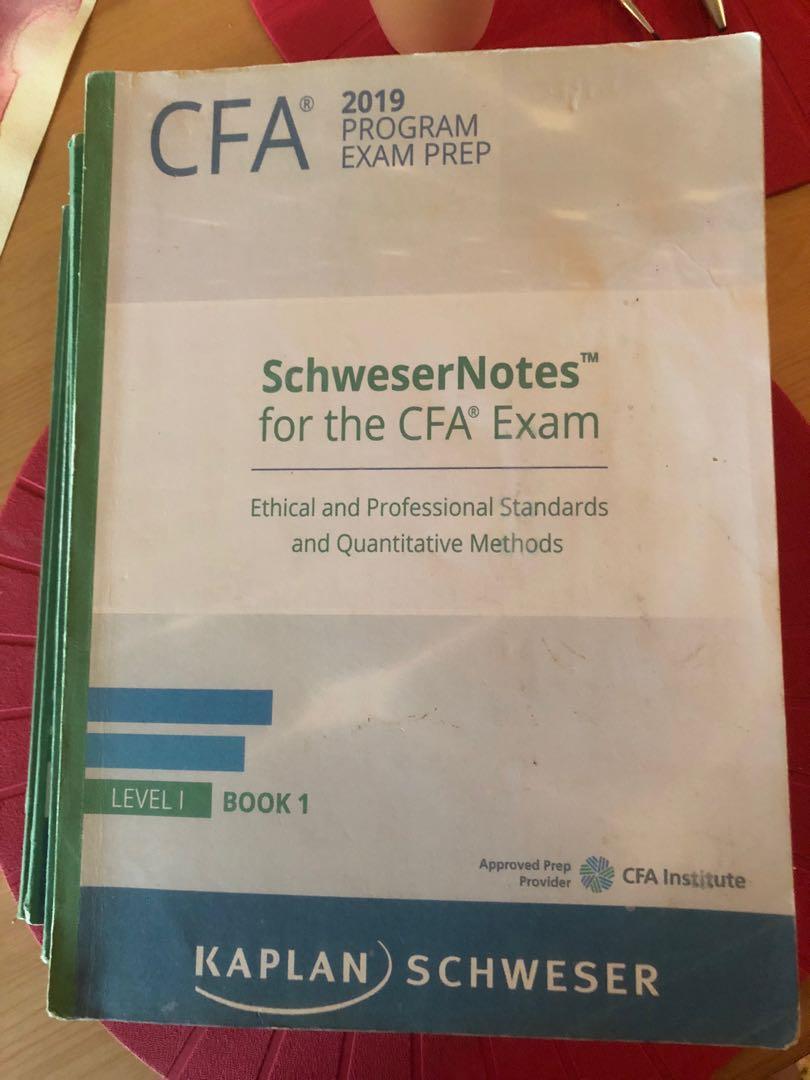 CFA®
2019
PROGRAM
EXAM PREP
SchweserNotes™
for the CFA® Exam
Ethical and Professional Standards
and Quantitative Methods
LEVEL I
BOOK 1
Approved Prep
Provider
CFA Institute
KAPLAN SCHWESER